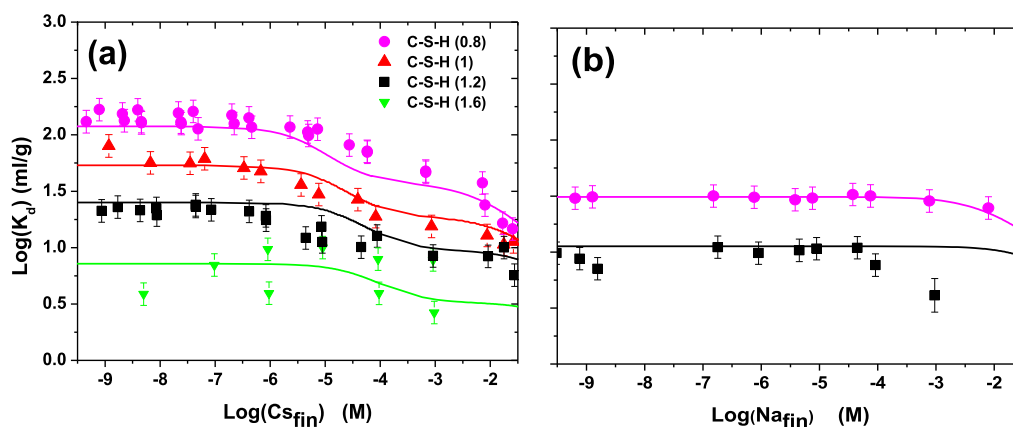 (a)
C-S-H (0.8)
C-S-H (1)
C-S-H (1.2)
C-S-H (1.6)
Log(Kd) (ml/g)
3.0
2.5
2.0
1.5
1.0
0.5
0.0
-9 -8 -7 -6 -5 -4 -3 -2
Log(Csfin) (M)
(b)
-9 -8 -7 -6 -5 -4 -3 -2
Log(Nafin) (M)